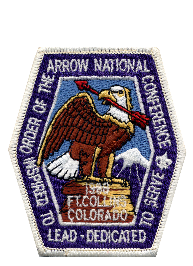 ORDER OF THE ARROW NATIONAL CONFERENCE
1988
FT. COLLINS
COLORADO
INSPIRED TO LEAD - DEDICATED TO SERVE